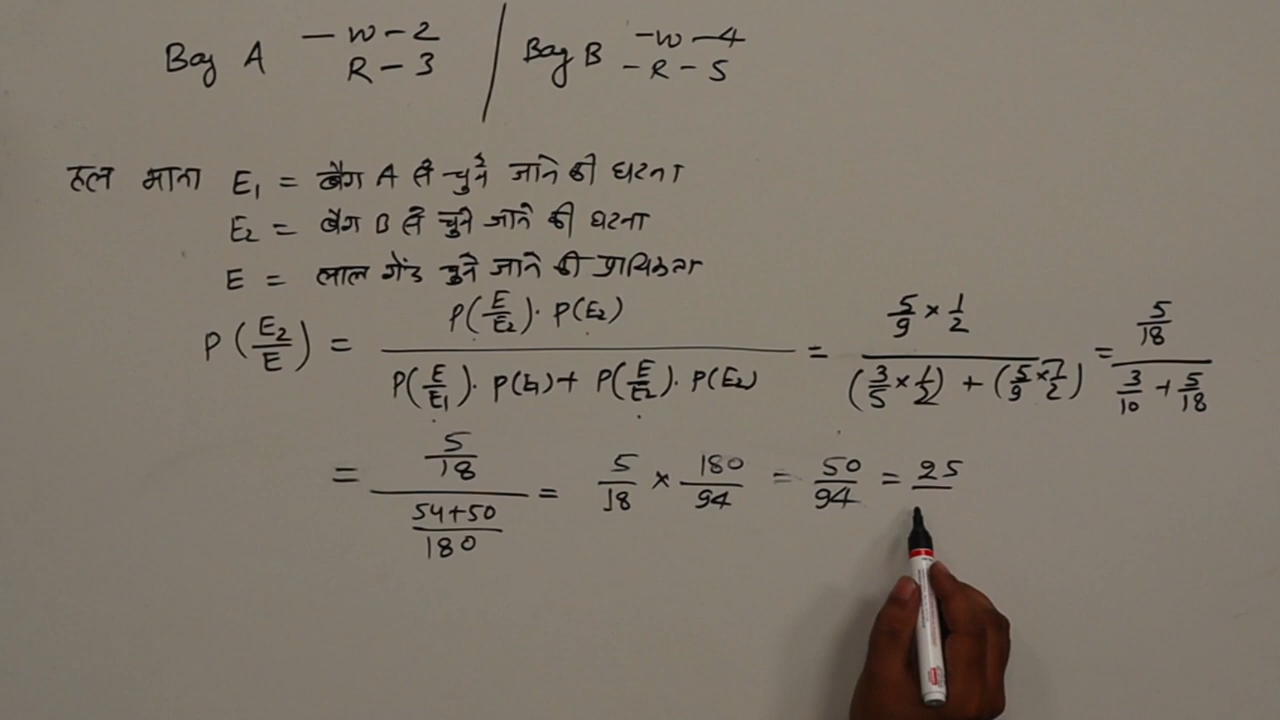 Bag A - W - 2 R - 3 / Bag B - W - 4 - R - 5
हल माना E₁ = बैग A से चुने जाने की घटना
E₂ = बैग B से चुने जाने की घटना
E = लाल गेंद चुने जाने की प्रायिकता
P(E₂/E) = P(E/E₂)·P(E₂) / P(E/E₁)·P(E₁) + P(E/E₂)·P(E₂) = 5/9 × 1/2 / (3/5 × 1/2) + (5/9 × 1/2) = 5/18 / 3/10 + 5/18
= 5/18 / 54+50/180 = 5/18 × 180/94 = 50/94 = 25